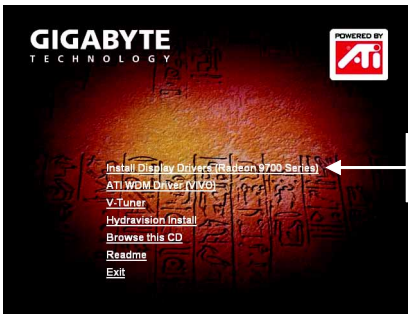 GIGABYTE
TECHNOLOGY
POWERED BY
ATi
Install Display Drivers (Radeon 9700 Series)
ATI WDM Driver (VIVO)
V-Tuner
Hydravision Install
Browse this CD
Readme
Exit